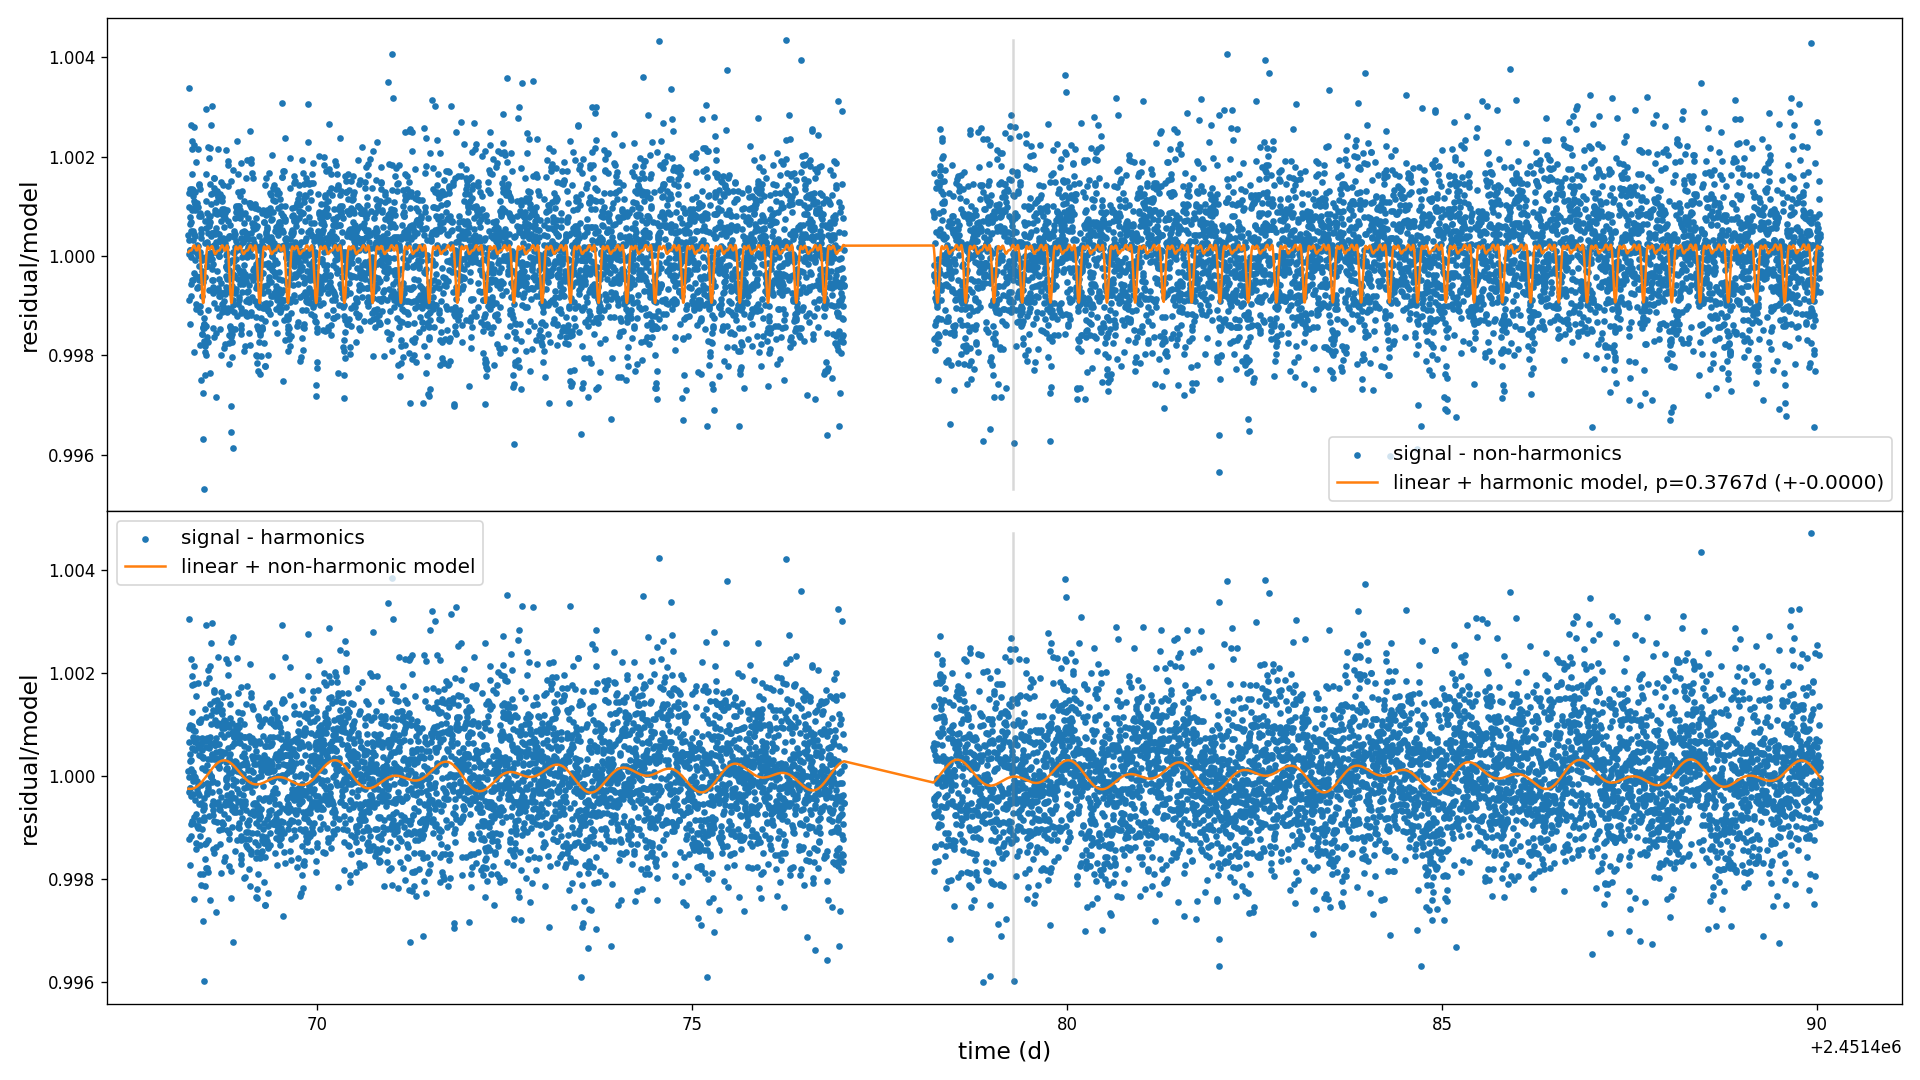 1.004
1.002
1.000
0.998
0.996
residual/model
signal - non-harmonics
linear + harmonic model, p=0.3767d (+-0.0000)
signal - harmonics
linear + non-harmonic model
1.004
1.002
1.000
0.998
0.996
residual/model
70 75 80 85 90
time (d)
+2.4514e6